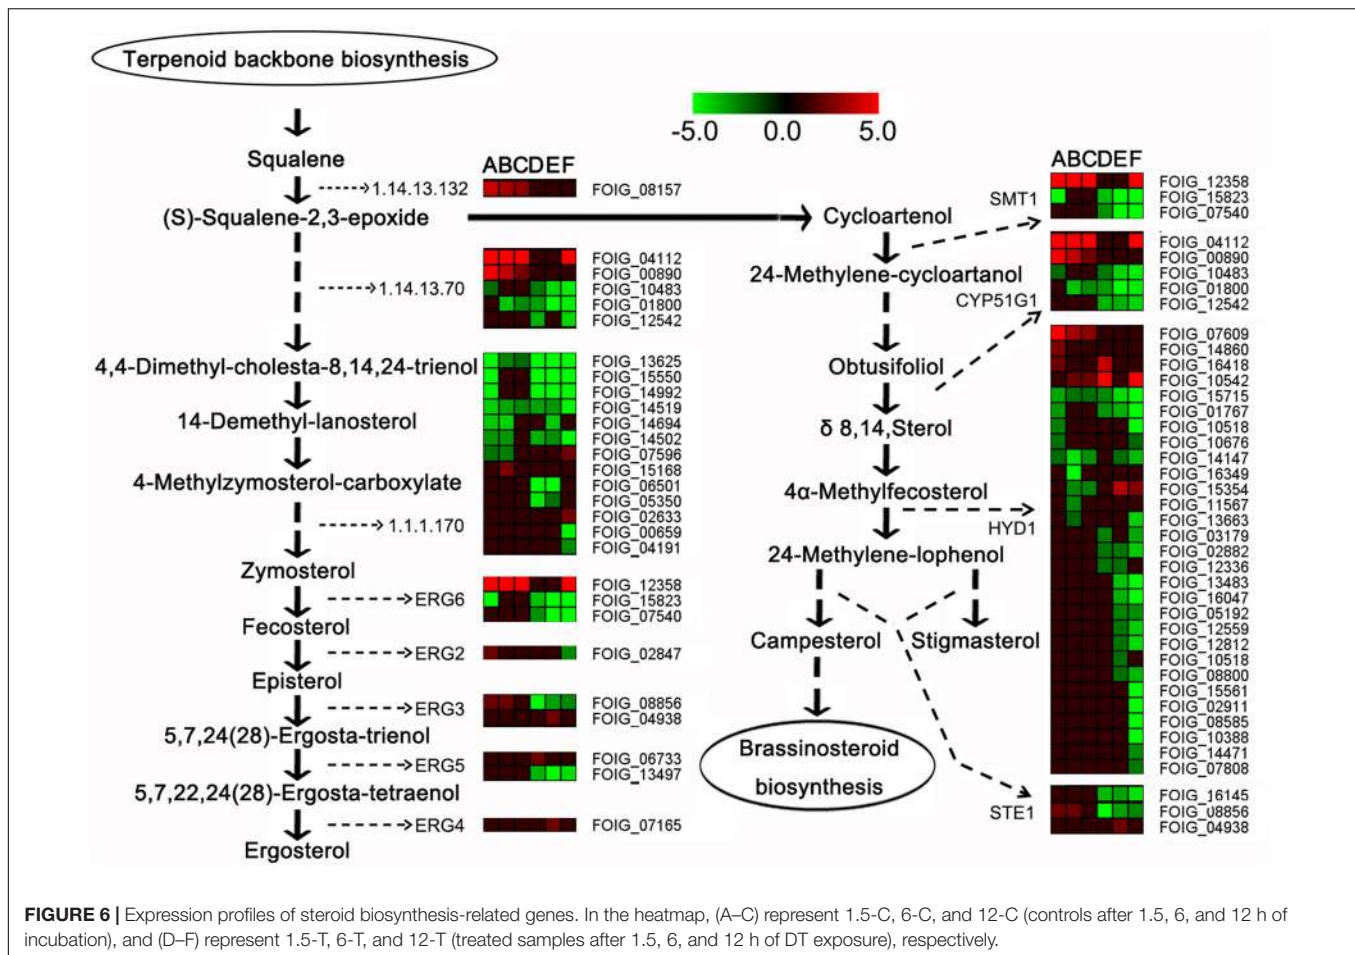 Terpenoid backbone biosynthesis
Squalene
1.14.13.132
(S)-Squalene-2,3-epoxide
1.14.13.70
4,4-Dimethyl-cholesta-8,14,24-trienol
14-Demethyl-lanosterol
4-Methylzymosterol-carboxylate
1.1.1.170
Zymosterol
ERG6
Fecosterol
ERG2
Episterol
ERG3
5,7,24(28)-Ergosta-trienol
ERG5
5,7,22,24(28)-Ergosta-tetraenol
ERG4
Ergosterol
ABCDEF
FOIG_08157
FOIG_04112
FOIG_00890
FOIG_10483
FOIG_01800
FOIG_12542
FOIG_13625
FOIG_15550
FOIG_14992
FOIG_14519
FOIG_14694
FOIG_14502
FOIG_07596
FOIG_15168
FOIG_06501
FOIG_05350
FOIG_02633
FOIG_00659
FOIG_04191
FOIG_12358
FOIG_15823
FOIG_07540
FOIG_02847
FOIG_08856
FOIG_04938
FOIG_06733
FOIG_13497
FOIG_07165
-5.0 0.0 5.0
Cycloartenol
SMT1
24-Methylene-cycloartanol
CYP51G1
Obtusifoliol
δ 8,14,Sterol
4α-Methylfecosterol
HYD1
24-Methylene-lophenol
Campesterol Stigmasterol
Brassinosteroid
biosynthesis
STE1
ABCDEF
FOIG_12358
FOIG_15823
FOIG_07540
FOIG_04112
FOIG_00890
FOIG_10483
FOIG_01800
FOIG_12542
FOIG_07609
FOIG_14860
FOIG_16418
FOIG_10542
FOIG_15715
FOIG_01767
FOIG_10518
FOIG_10676
FOIG_14147
FOIG_16349
FOIG_15354
FOIG_11567
FOIG_13663
FOIG_03179
FOIG_02882
FOIG_12336
FOIG_13483
FOIG_16047
FOIG_05192
FOIG_12559
FOIG_12812
FOIG_10518
FOIG_08800
FOIG_15561
FOIG_02911
FOIG_08585
FOIG_10388
FOIG_14471
FOIG_07808
FOIG_16145
FOIG_08856
FOIG_04938
FIGURE 6 | Expression profiles of steroid biosynthesis-related genes. In the heatmap, (A–C) represent 1.5-C, 6-C, and 12-C (controls after 1.5, 6, and 12 h of
incubation), and (D–F) represent 1.5-T, 6-T, and 12-T (treated samples after 1.5, 6, and 12 h of DT exposure), respectively.